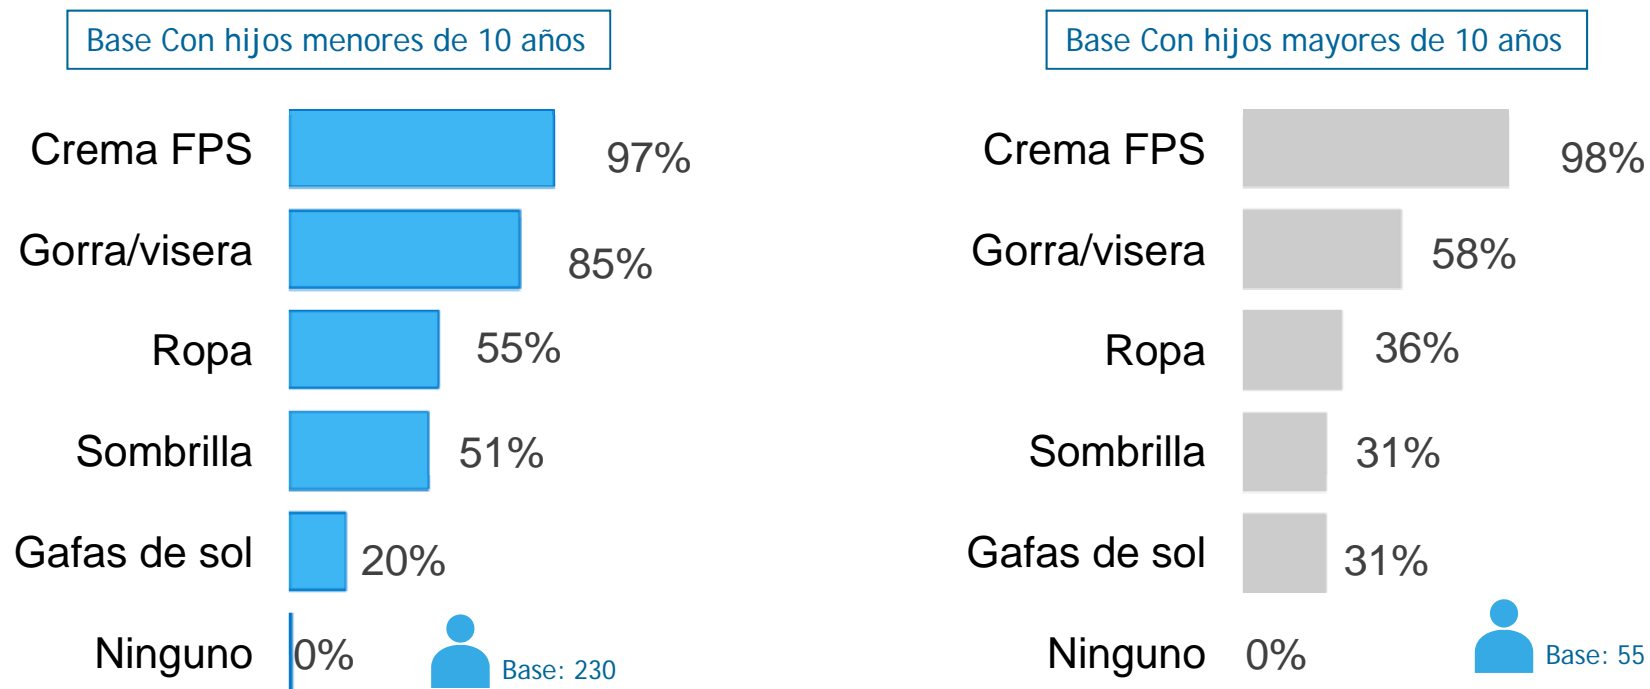 Base Con hijos menores de 10 años
Crema FPS 97%
Gorra/visera 85%
Ropa 55%
Sombrilla 51%
Gafas de sol 20%
Ninguno 0%
Base: 230
Base Con hijos mayores de 10 años
Crema FPS 98%
Gorra/visera 58%
Ropa 36%
Sombrilla 31%
Gafas de sol 31%
Ninguno 0%
Base: 55